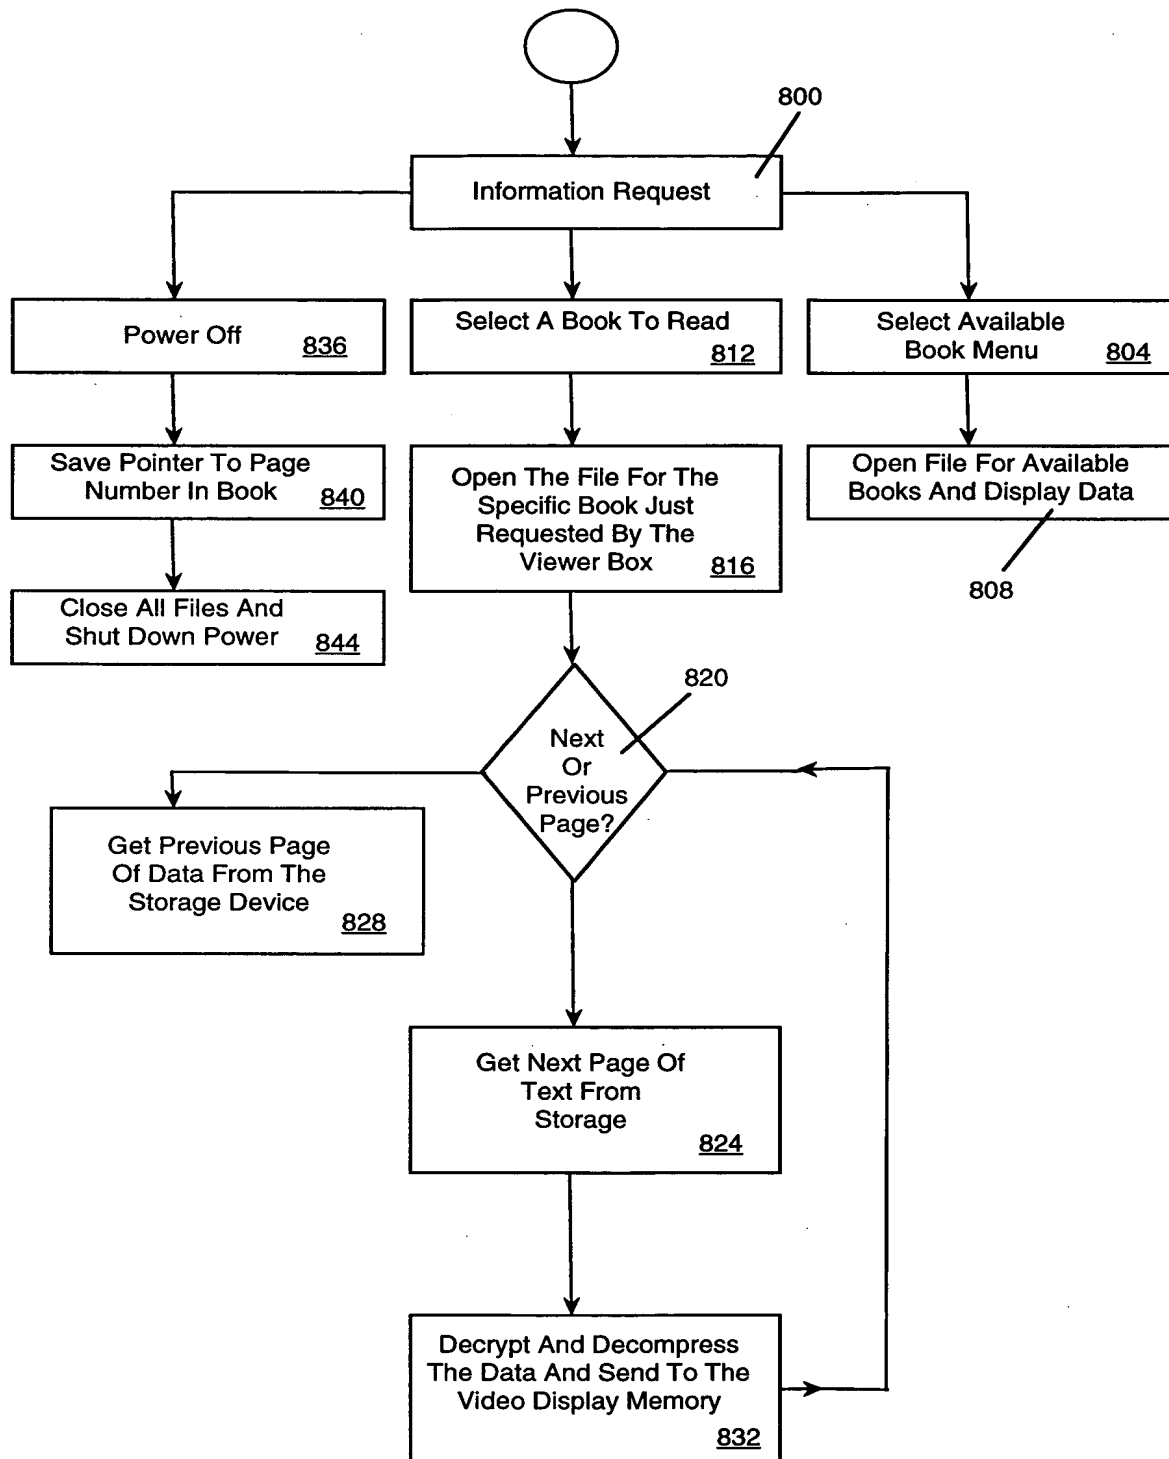 800
Information Request
Power Off
836
Select A Book To Read
812
Select Available
Book Menu
804
Save Pointer To Page
Number In Book
840
Open The File For The
Specific Book Just
Requested By The
Viewer Box
816
Open File For Available
Books And Display Data
808
Close All Files And
Shut Down Power
844
820
Next
Or
Previous
Page?
Get Previous Page
Of Data From The
Storage Device
828
Get Next Page Of
Text From
Storage
824
Decrypt And Decompress
The Data And Send To The
Video Display Memory
832